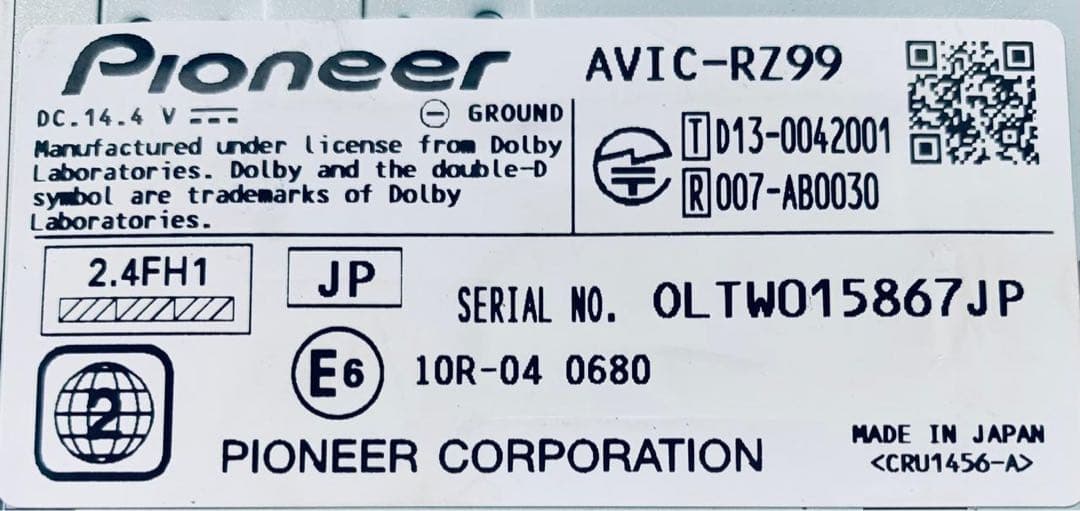 Pioneer
AVIC-RZ99
DC.14.4 V
GROUND
Manufactured under license from Dolby
Laboratories. Dolby and the double-D
symbol are trademarks of Dolby
Laboratories.
T D13-0042001
R 007-AB0030
2.4FH1
JP
SERIAL NO. OLTW015867JP
2
E6
10R-04 0680
PIONEER CORPORATION
MADE IN JAPAN
<CRU1456-A>